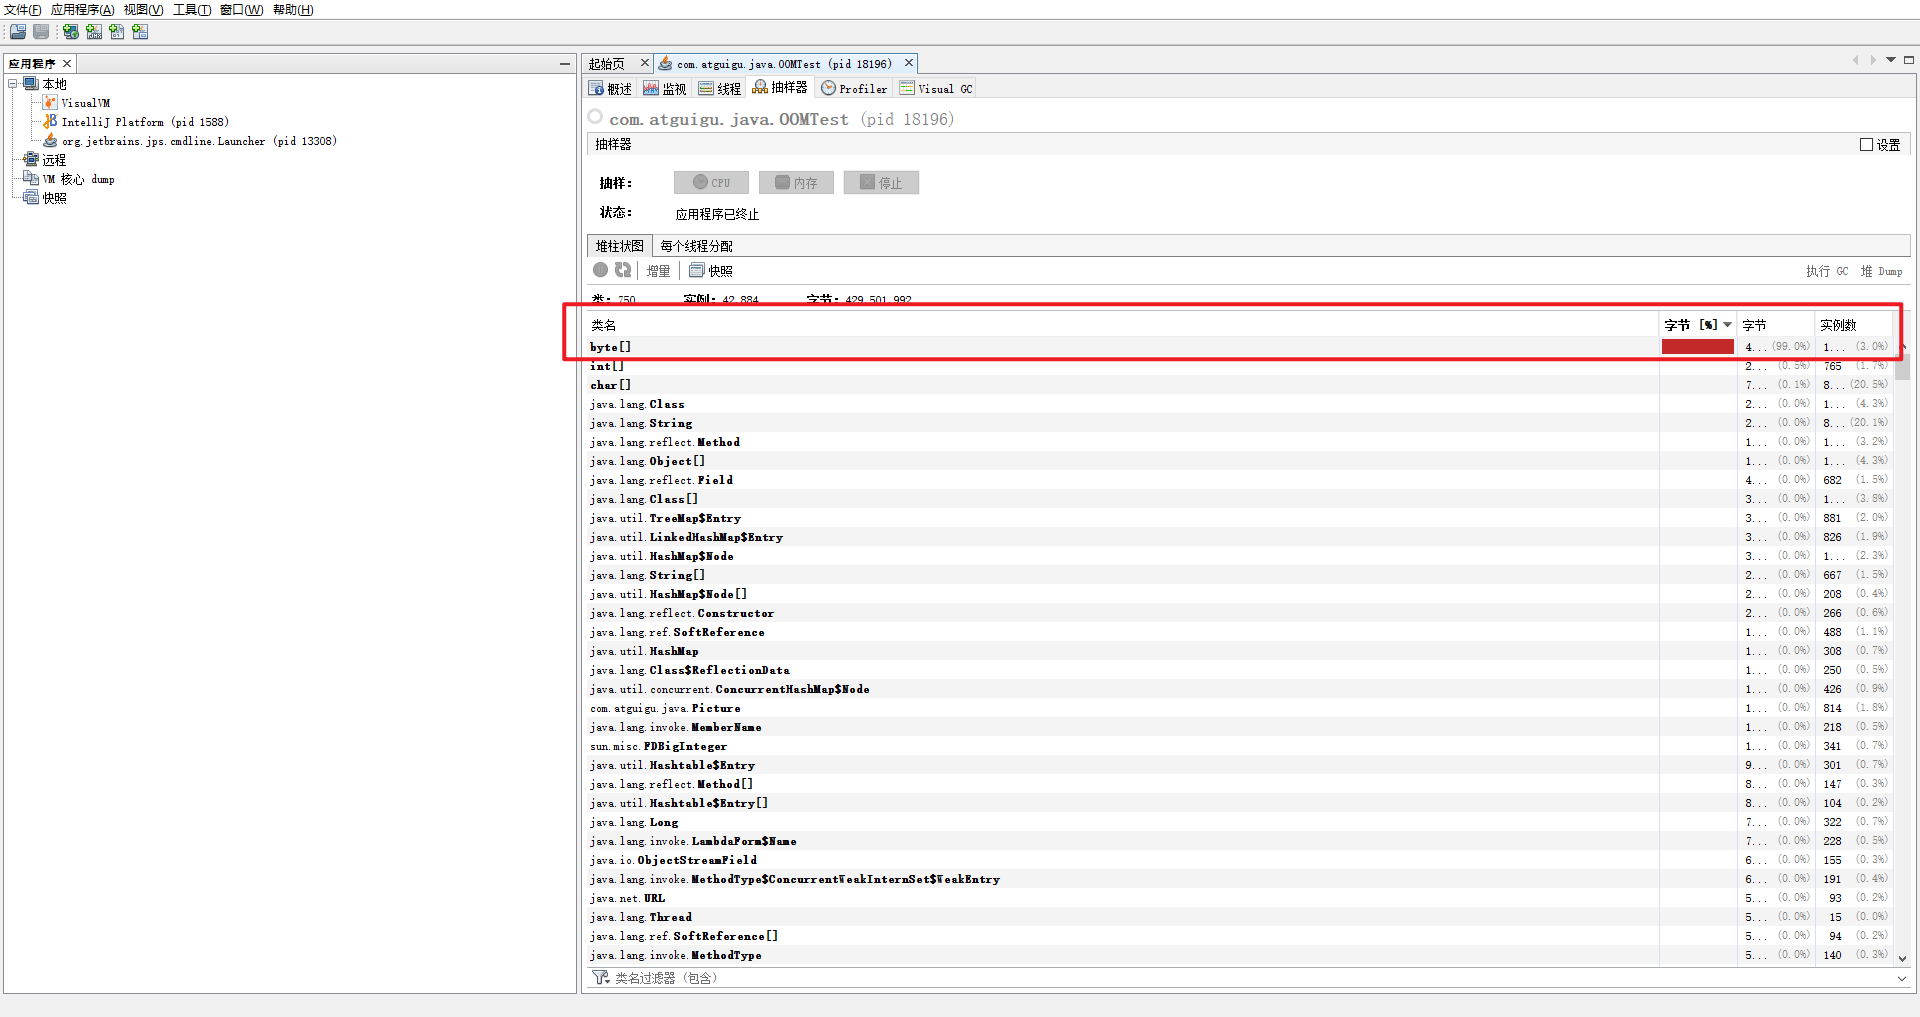 文件(F) 应用程序(A) 视图(V) 工具(T) 窗口(W) 帮助(H)
应用程序
本地
VisualVM
IntelliJ Platform (pid 1588)
org.jetbrains.jps.cmdline.Launcher (pid 13308)
远程
VM 核心 dump
快照
起始页 com.atguigu.java.OOMTest (pid 18196)
概述 监视 线程 抽样器 Profiler Visual GC
com.atguigu.java.OOMTest (pid 18196)
抽样器 设置
抽样: CPU 内存 停止
状态: 应用程序已终止
堆柱状图 每个线程分配
增量 快照 执行 GC 堆 Dump
类: 750 实例: 42,884 字节: 429,501,992
类名 字节 [%] 字节 实例数
byte[] 4... (99.0%) 1... (3.0%)
int[] 2... (0.5%) 765 (1.7%)
char[] 7... (0.1%) 8... (20.5%)
java.lang.Class 2... (0.0%) 1... (4.3%)
java.lang.String 2... (0.0%) 8... (20.1%)
java.lang.reflect.Method 1... (0.0%) 1... (3.2%)
java.lang.Object[] 1... (0.0%) 1... (4.3%)
java.lang.reflect.Field 4... (0.0%) 682 (1.5%)
java.lang.Class[] 3... (0.0%) 1... (3.8%)
java.util.TreeMap$Entry 3... (0.0%) 881 (2.0%)
java.util.LinkedHashMap$Entry 3... (0.0%) 826 (1.9%)
java.util.HashMap$Node 3... (0.0%) 1... (2.3%)
java.lang.String[] 2... (0.0%) 667 (1.5%)
java.util.HashMap$Node[] 2... (0.0%) 208 (0.4%)
java.lang.reflect.Constructor 2... (0.0%) 266 (0.6%)
java.lang.ref.SoftReference 1... (0.0%) 488 (1.1%)
java.util.HashMap 1... (0.0%) 308 (0.7%)
java.lang.Class$ReflectionData 1... (0.0%) 250 (0.5%)
java.util.concurrent.ConcurrentHashMap$Node 1... (0.0%) 426 (0.9%)
com.atguigu.java.Picture 1... (0.0%) 814 (1.8%)
java.lang.invoke.MemberName 1... (0.0%) 218 (0.5%)
sun.misc.FDBigInteger 1... (0.0%) 341 (0.7%)
java.util.Hashtable$Entry 9... (0.0%) 301 (0.7%)
java.lang.reflect.Method[] 8... (0.0%) 147 (0.3%)
java.util.Hashtable$Entry[] 8... (0.0%) 104 (0.2%)
java.lang.Long 7... (0.0%) 322 (0.7%)
java.lang.invoke.LambdaForm$Name 7... (0.0%) 228 (0.5%)
java.io.ObjectStreamField 6... (0.0%) 155 (0.3%)
java.lang.invoke.MethodType$ConcurrentWeakInternSet$WeakEntry 6... (0.0%) 191 (0.4%)
java.net.URL 5... (0.0%) 93 (0.2%)
java.lang.Thread 5... (0.0%) 15 (0.0%)
java.lang.ref.SoftReference[] 5... (0.0%) 94 (0.2%)
java.lang.invoke.MethodType 5... (0.0%) 140 (0.3%)
类名过滤器 (包含)